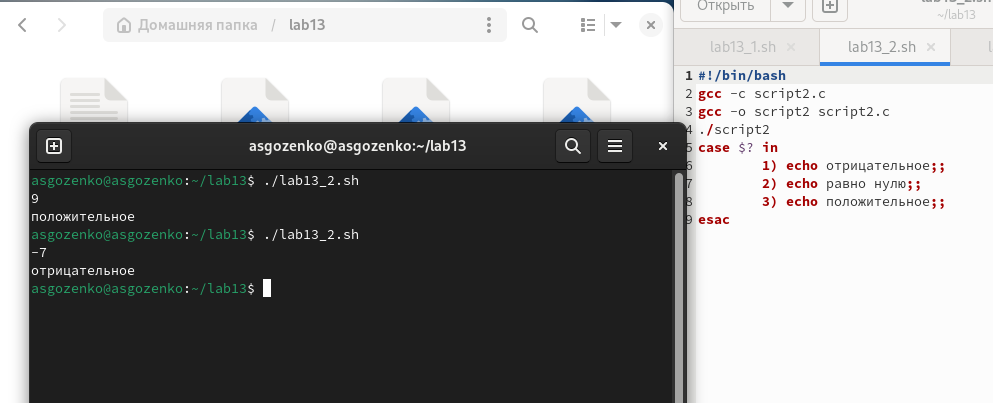 Домашняя папка / lab13
Открыть
~/lab13
lab13_1.sh
lab13_2.sh
1 #!/bin/bash
2 gcc -c script2.c
3 gcc -o script2 script2.c
4 ./script2
5 case $? in
6 1) echo отрицательное;;
7 2) echo равно нулю;;
8 3) echo положительное;;
9 esac
asgozenko@asgozenko:~/lab13
asgozenko@asgozenko:~/lab13$ ./lab13_2.sh
9
положительное
asgozenko@asgozenko:~/lab13$ ./lab13_2.sh
-7
отрицательное
asgozenko@asgozenko:~/lab13$